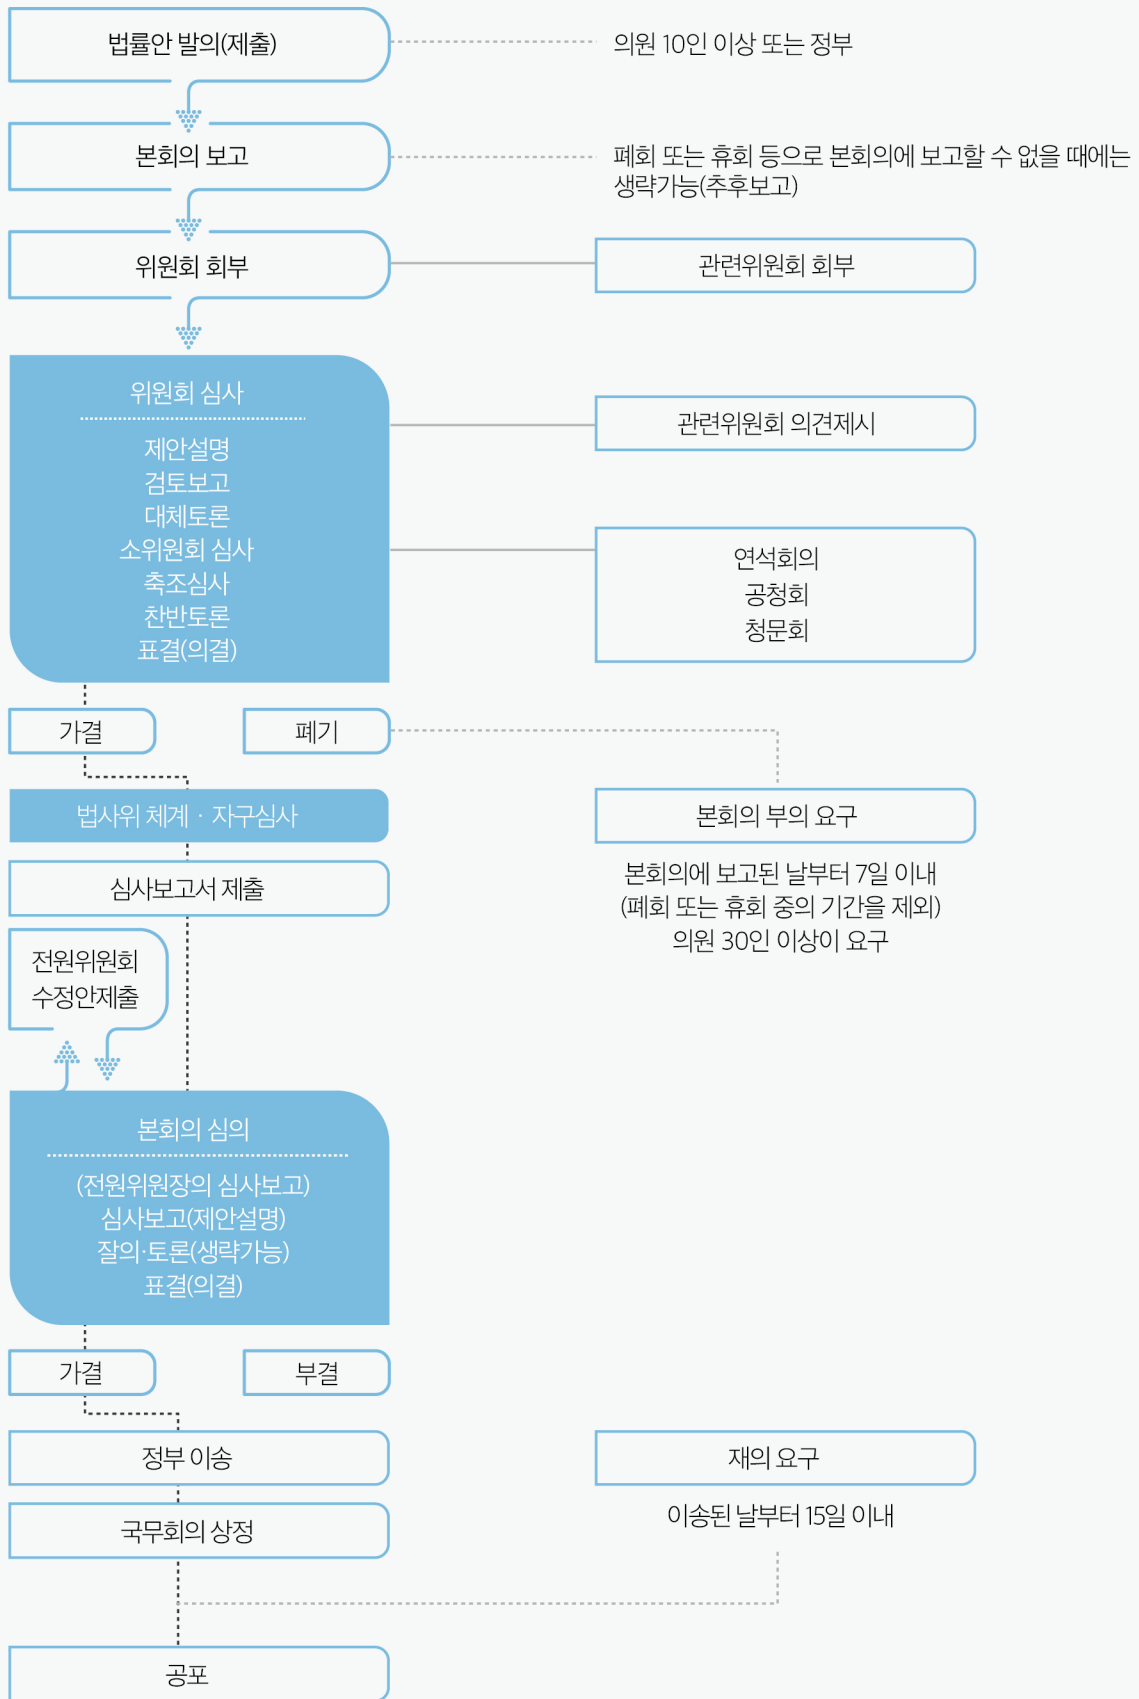 법률안 발의(제출)
의원 10인 이상 또는 정부
본회의 보고
폐회 또는 휴회 등으로 본회의에 보고할 수 없을 때에는
생략가능(추후보고)
위원회 회부
관련위원회 회부
위원회 심사
제안설명
검토보고
대체토론
소위원회 심사
축조심사
찬반토론
표결(의결)
관련위원회 의견제시
연석회의
공청회
청문회
가결
폐기
법사위 체계 · 자구심사
본회의 부의 요구
심사보고서 제출
본회의에 보고된 날부터 7일 이내
(폐회 또는 휴회 중의 기간을 제외)
의원 30인 이상이 요구
전원위원회
수정안제출
본회의 심의
(전원위원장의 심사보고)
심사보고(제안설명)
잘의·토론(생략가능)
표결(의결)
가결
부결
정부 이송
재의 요구
국무회의 상정
이송된 날부터 15일 이내
공포